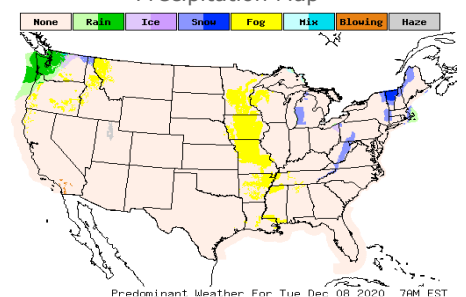 Precipitation Map
None Rain Ice Snow Fog Mix Blowing Haze
Predominant Weather For Tue Dec 08 2020 7AM EST